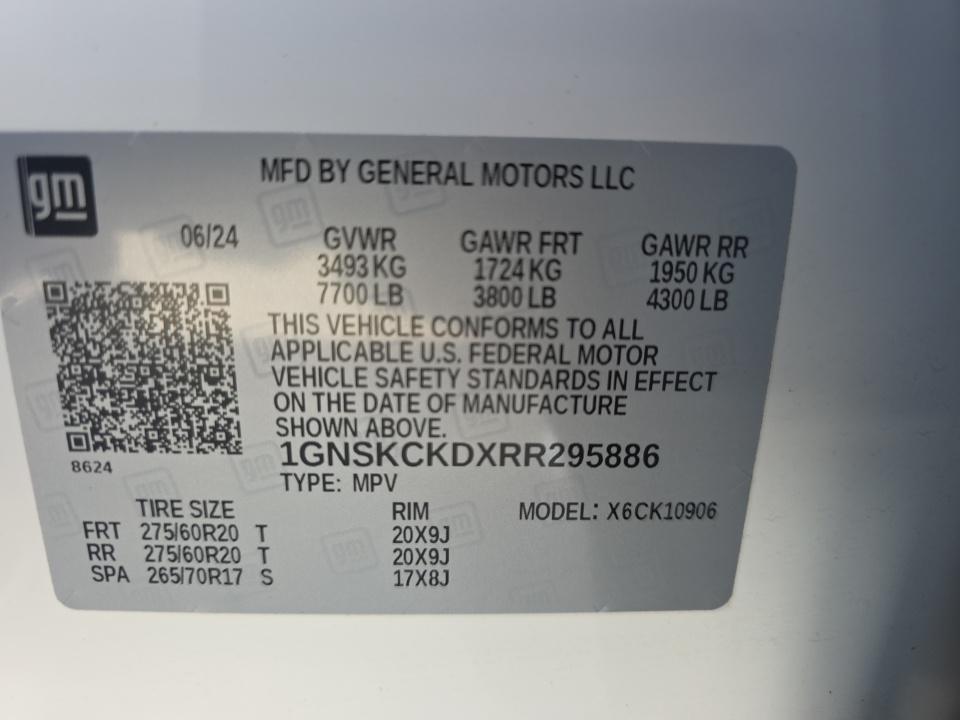 gm
MFD BY GENERAL MOTORS LLC
06/24 GVWR GAWR FRT GAWR RR
3493 KG 1724 KG 1950 KG
7700 LB 3800 LB 4300 LB
THIS VEHICLE CONFORMS TO ALL
APPLICABLE U.S. FEDERAL MOTOR
VEHICLE SAFETY STANDARDS IN EFFECT
ON THE DATE OF MANUFACTURE
SHOWN ABOVE.
1GNSKCKDXRR295886
8624
TYPE: MPV
TIRE SIZE RIM MODEL: X6CK10906
FRT 275/60R20 T 20X9J
RR 275/60R20 T 20X9J
SPA 265/70R17 S 17X8J